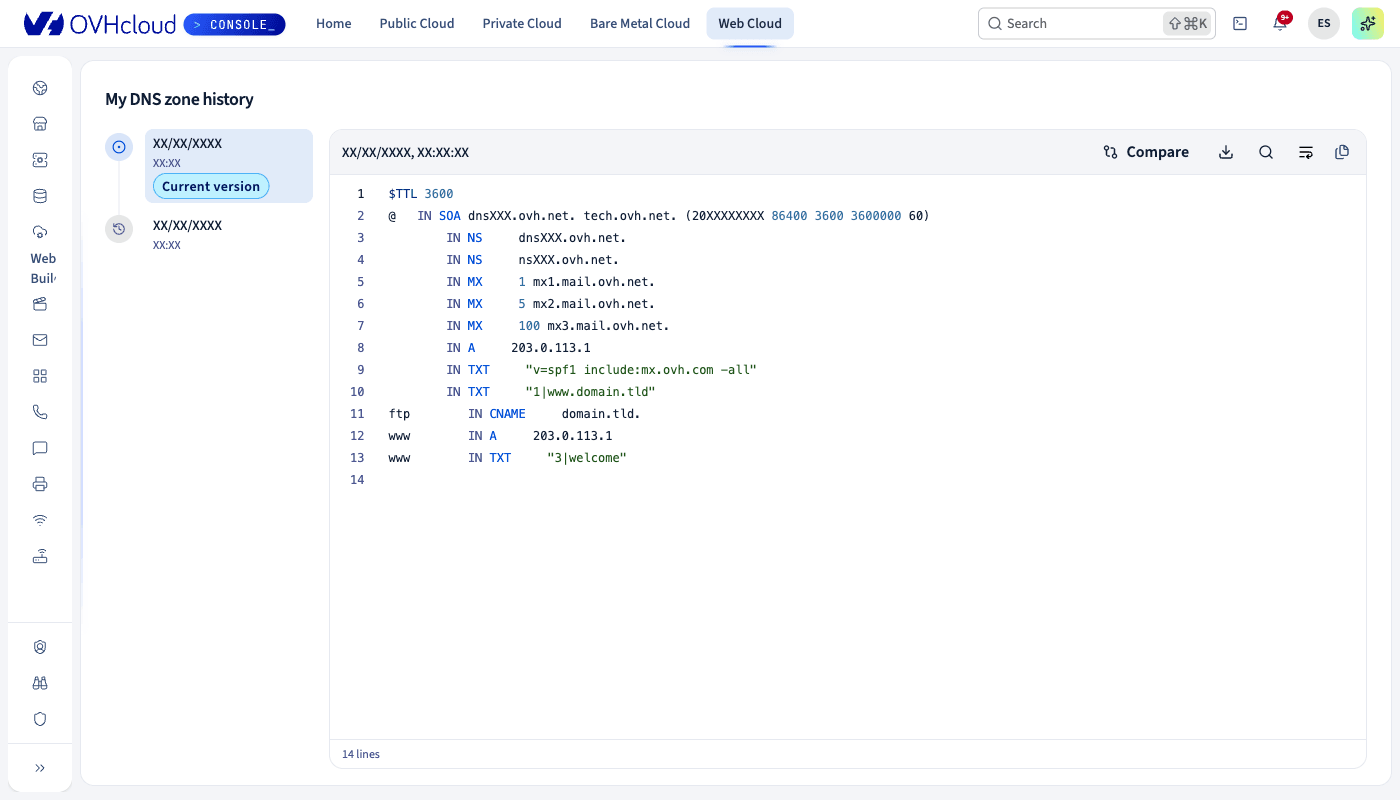 OVHcloud > CONSOLE_ Home Public Cloud Private Cloud Bare Metal Cloud Web Cloud Search ⇧⌘K 9+ ES
Web
Buil
My DNS zone history
XX/XX/XXXX
XX:XX
Current version
XX/XX/XXXX
XX:XX
XX/XX/XXXX, XX:XX:XX Compare
1 $TTL 3600
2 @ IN SOA dnsXXX.ovh.net. tech.ovh.net. (20XXXXXXXX 86400 3600 3600000 60)
3 IN NS dnsXXX.ovh.net.
4 IN NS nsXXX.ovh.net.
5 IN MX 1 mx1.mail.ovh.net.
6 IN MX 5 mx2.mail.ovh.net.
7 IN MX 100 mx3.mail.ovh.net.
8 IN A 203.0.113.1
9 IN TXT "v=spf1 include:mx.ovh.com -all"
10 IN TXT "1|www.domain.tld"
11 ftp IN CNAME domain.tld.
12 www IN A 203.0.113.1
13 www IN TXT "3|welcome"
14
14 lines